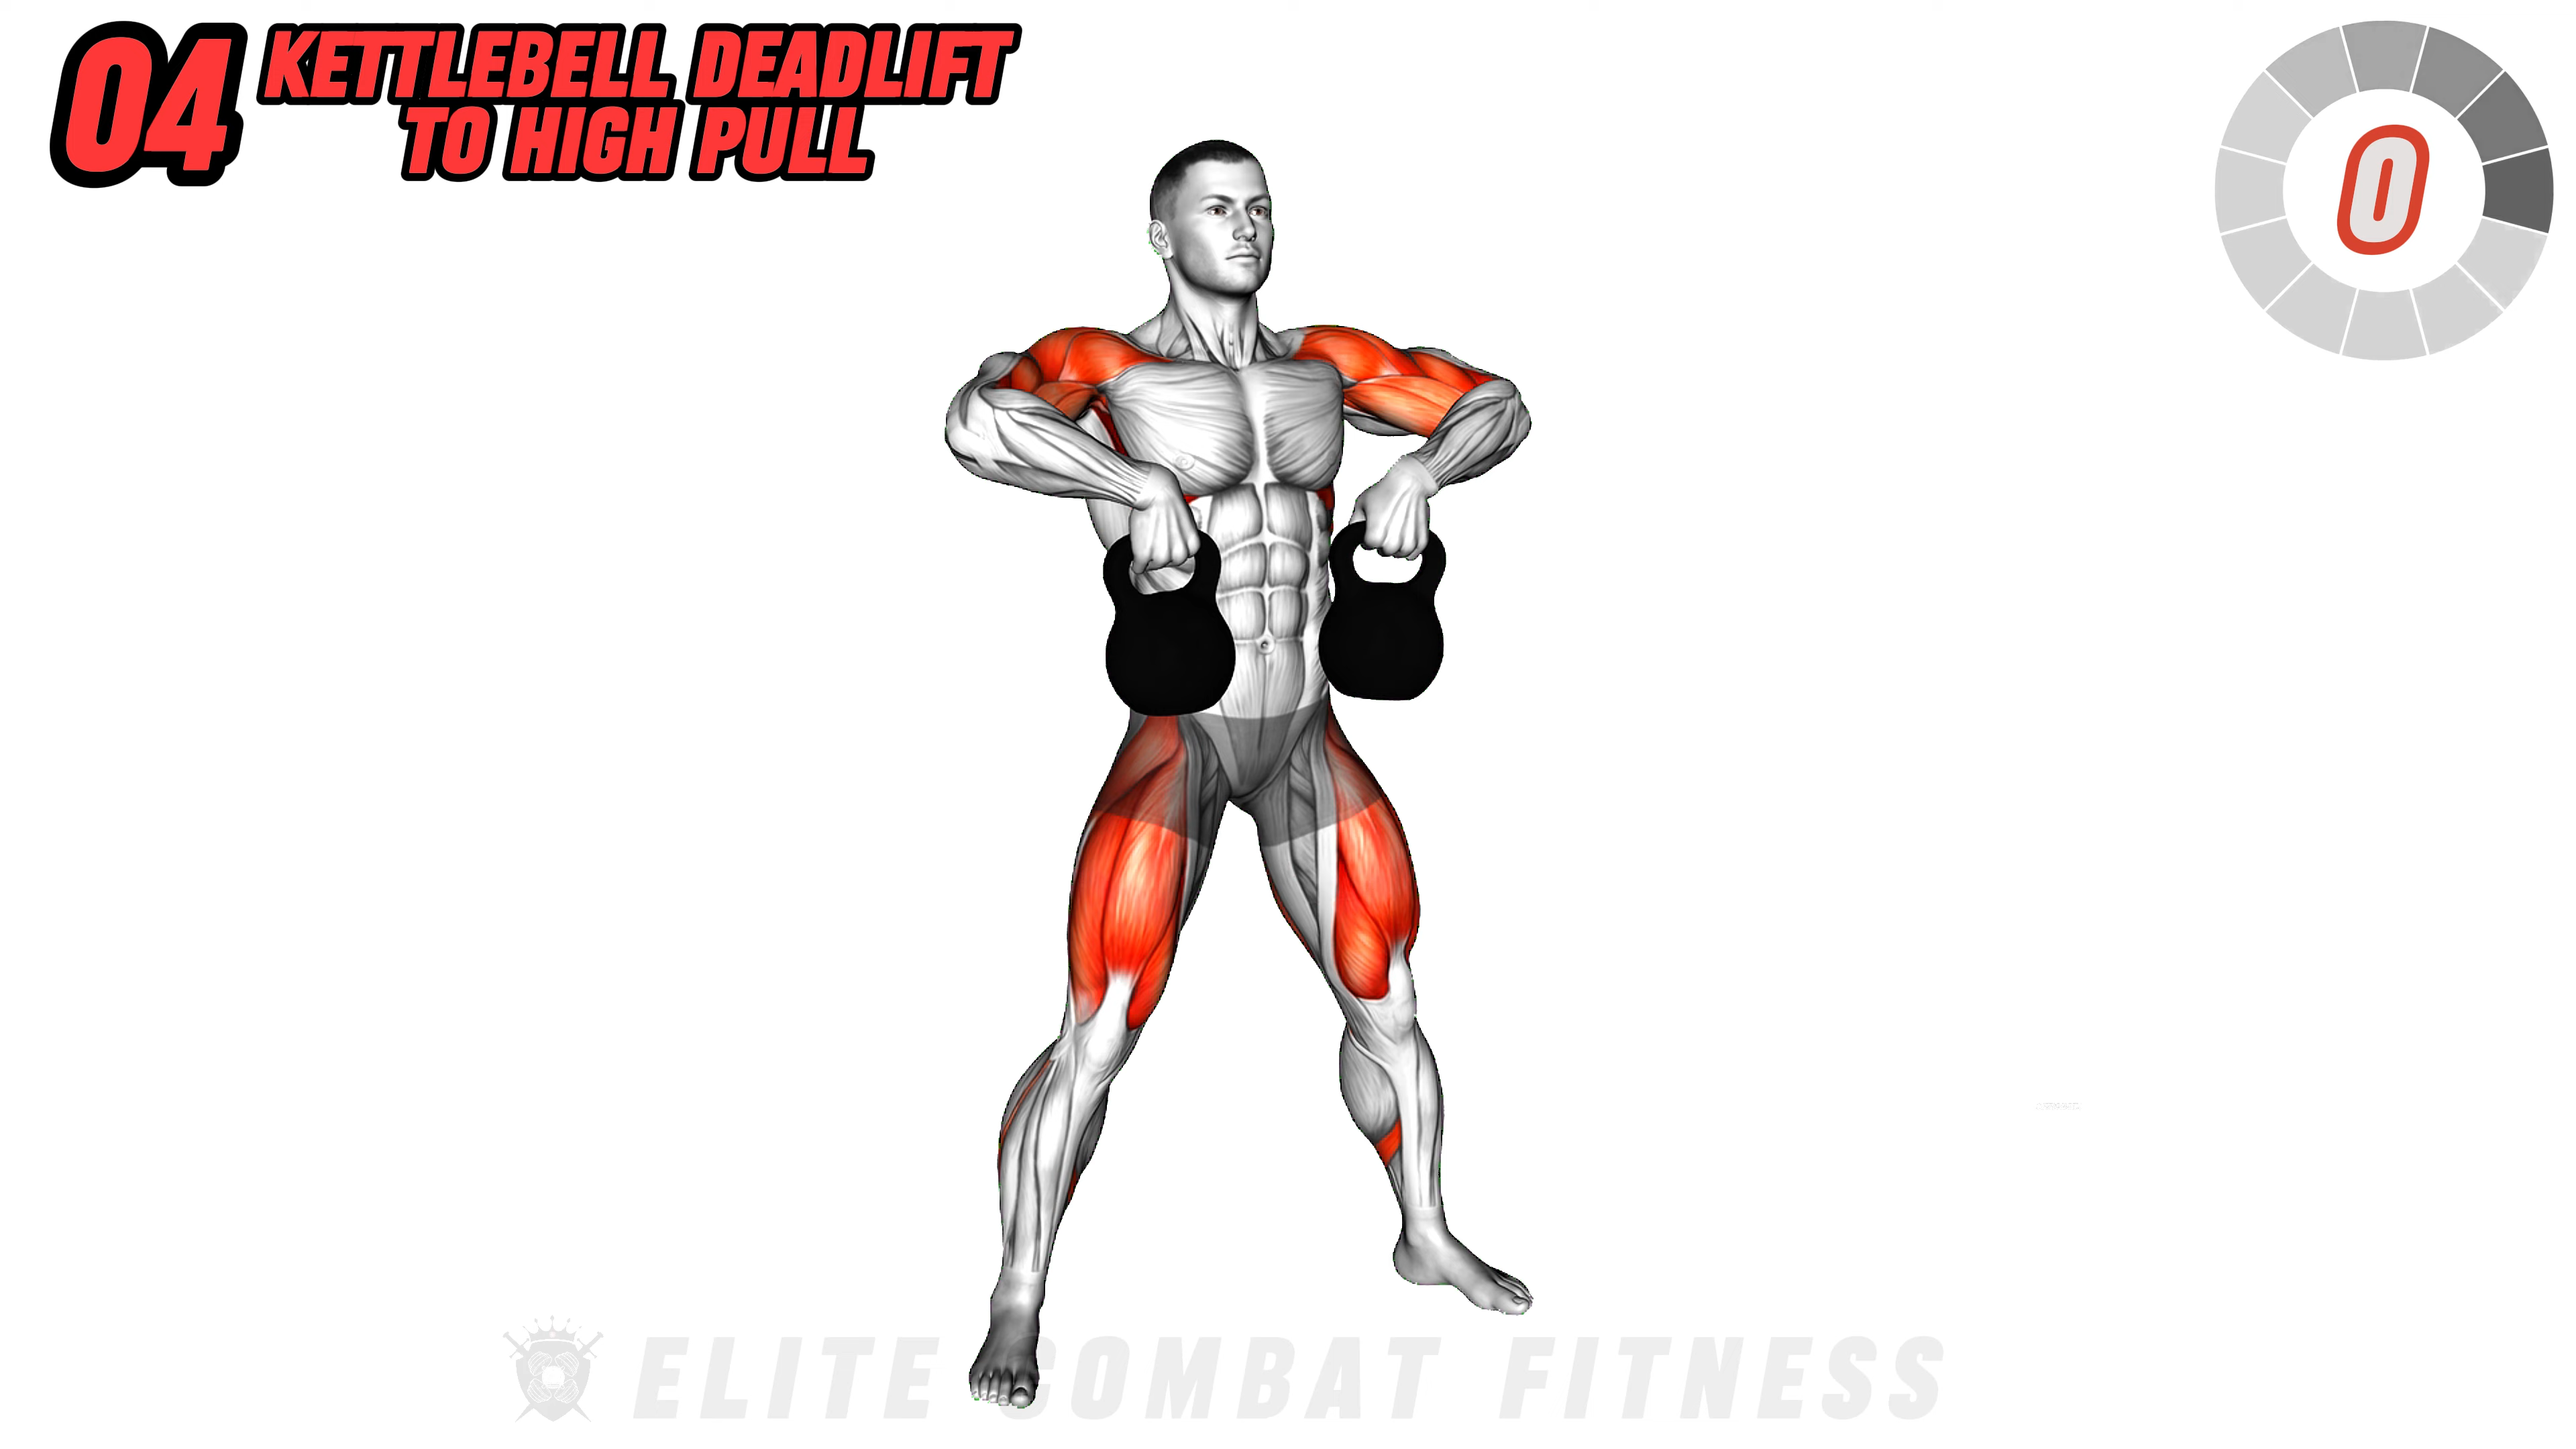 04
KETTLEBELL DEADLIFT
TO HIGH PULL
0
ELITE COMBAT FITNESS